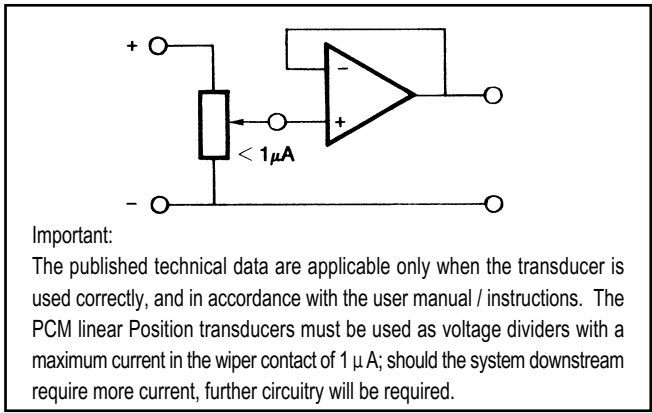 +
−
+
< 1μA
−
Important:
The published technical data are applicable only when the transducer is
used correctly, and in accordance with the user manual / instructions. The
PCM linear Position transducers must be used as voltage dividers with a
maximum current in the wiper contact of 1 μ A; should the system downstream
require more current, further circuitry will be required.